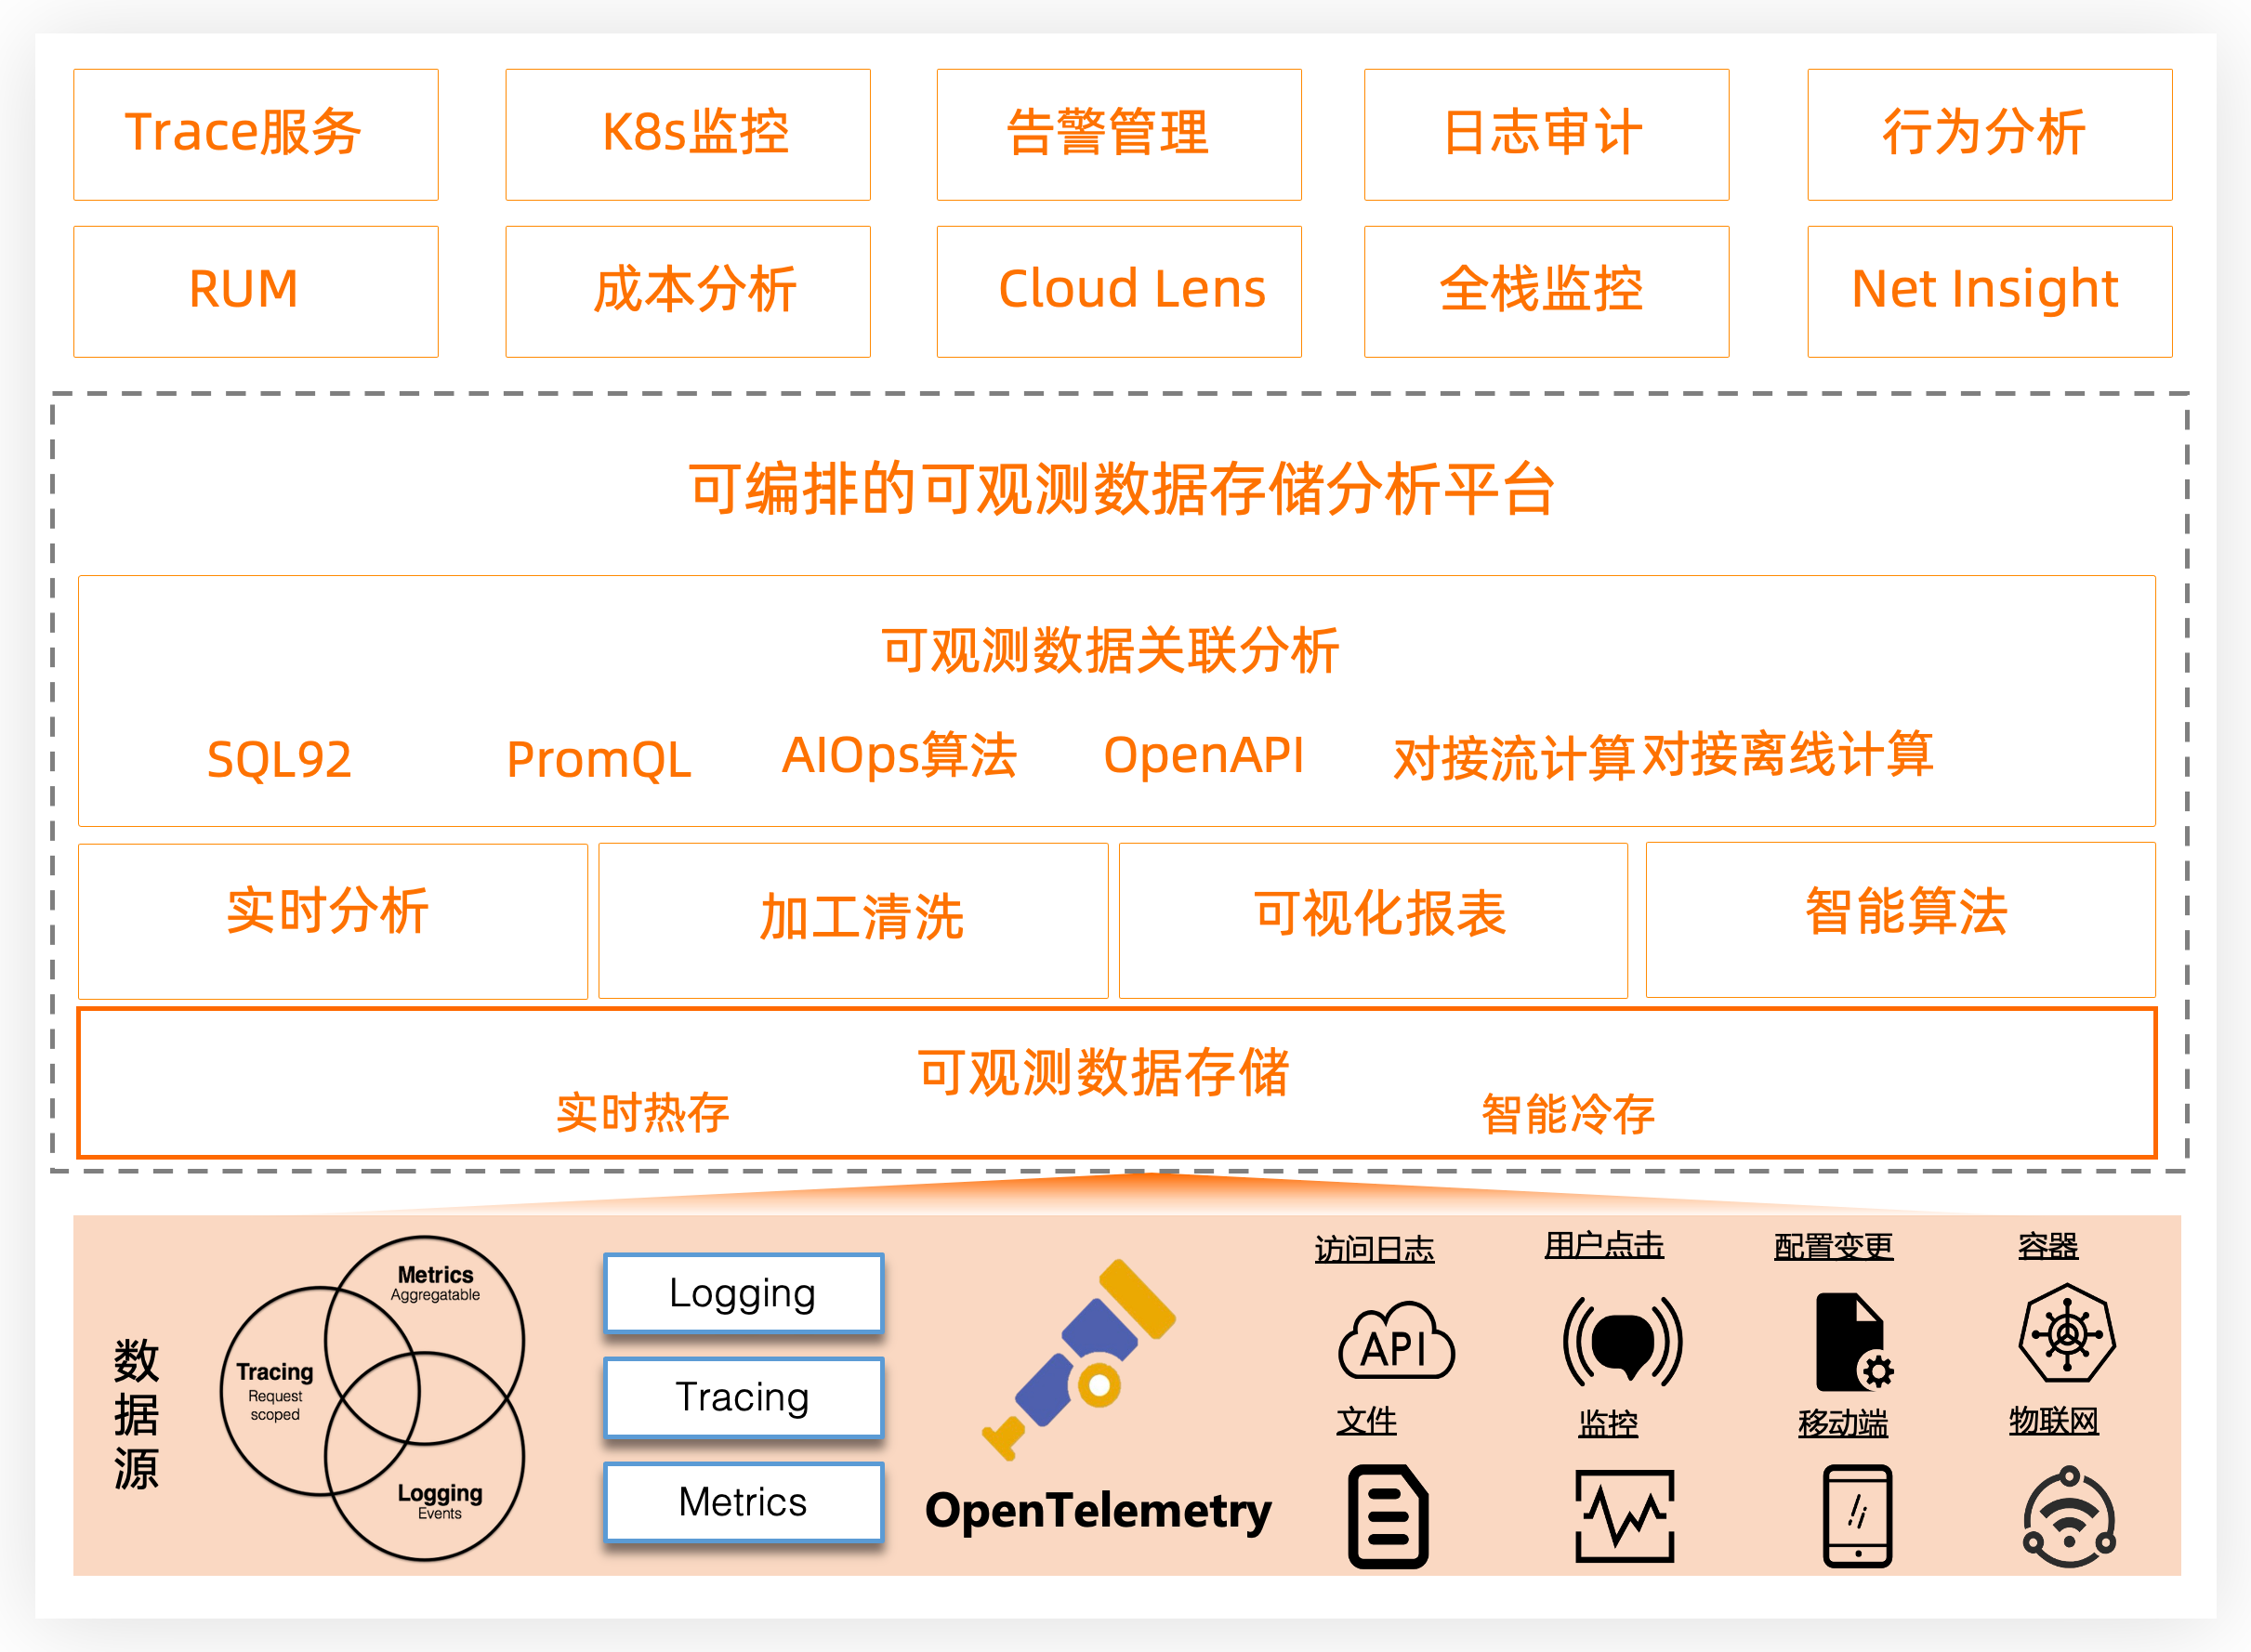 Trace服务
K8s监控
告警管理
日志审计
行为分析
RUM
成本分析
Cloud Lens
全栈监控
Net Insight
可编排的可观测数据存储分析平台
可观测数据关联分析
SQL92
PromQL
AIOps算法
OpenAPI
对接流计算
对接离线计算
实时分析
加工清洗
可视化报表
智能算法
可观测数据存储
实时热存
智能冷存
数据源
Metrics
Aggregatable
Tracing
Request
scoped
Logging
Events
Logging
Tracing
Metrics
OpenTelemetry
访问日志
用户点击
配置变更
容器
API
文件
监控
移动端
物联网